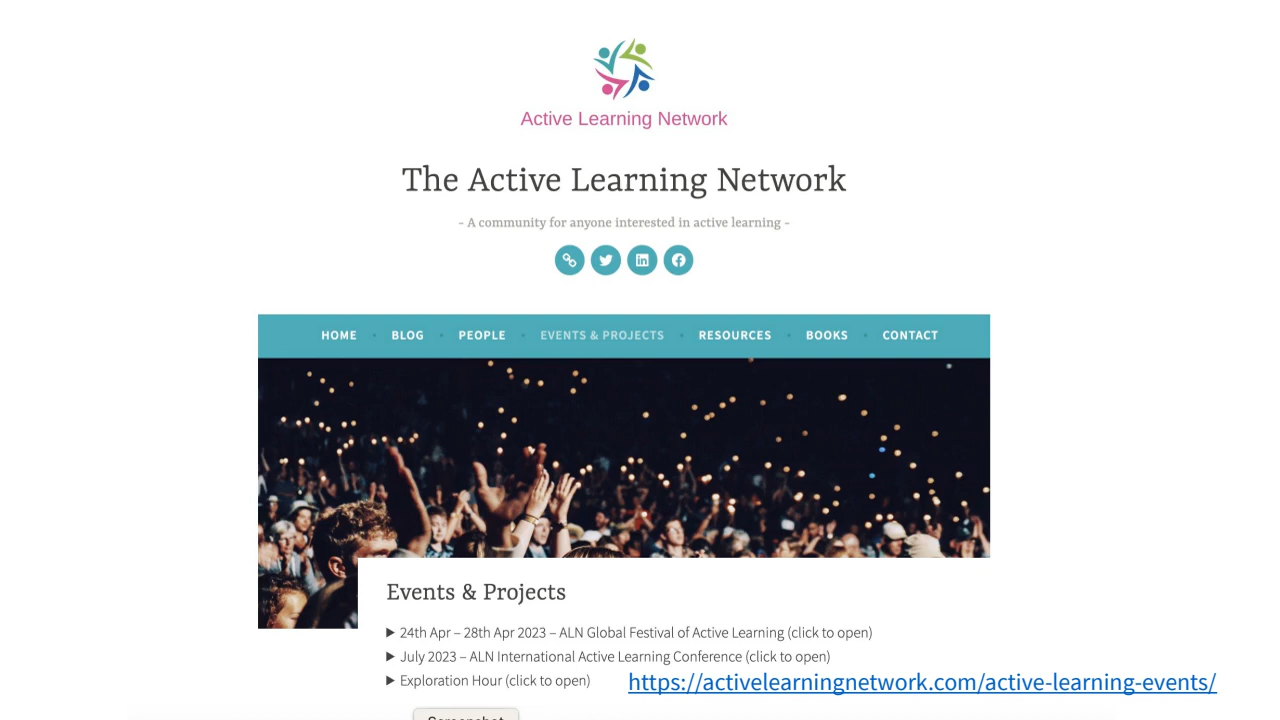 Active Learning Network
The Active Learning Network
- A community for anyone interested in active learning -
HOME BLOG PEOPLE EVENTS & PROJECTS RESOURCES BOOKS CONTACT
Events & Projects
24th Apr – 28th Apr 2023 – ALN Global Festival of Active Learning (click to open)
July 2023 – ALN International Active Learning Conference (click to open)
Exploration Hour (click to open)
https://activelearningnetwork.com/active-learning-events/
Screenshot